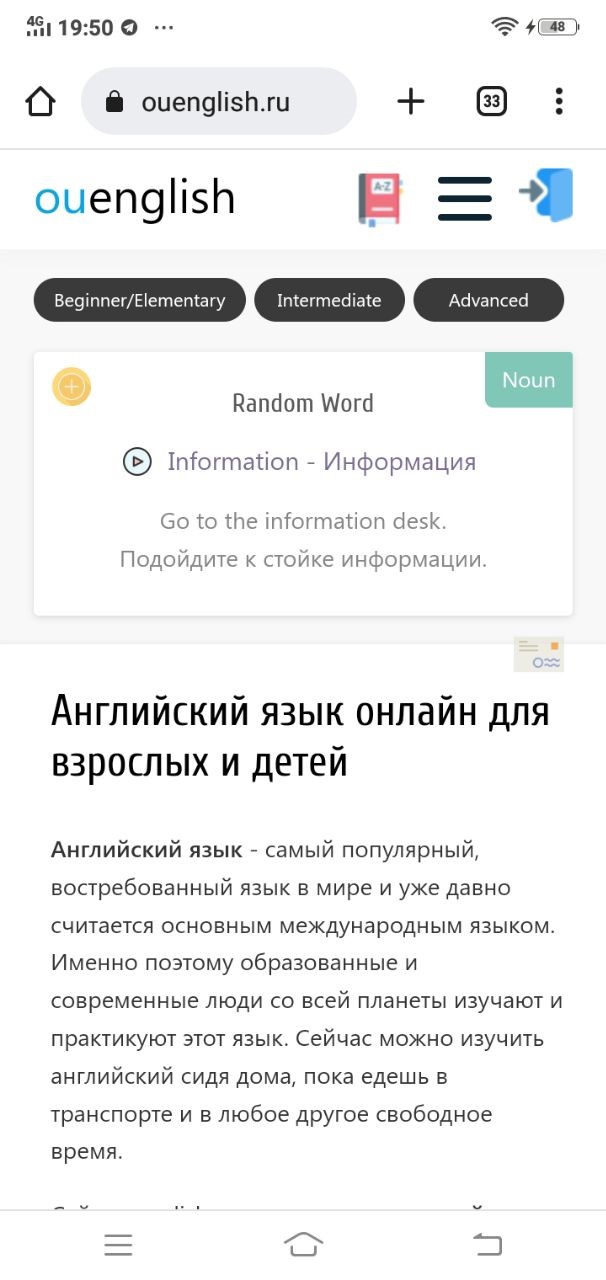 4G 19:50 48
ouenglish.ru 33
ouenglish A-Z
Beginner/Elementary Intermediate Advanced
Noun
Random Word
Information - Информация
Go to the information desk.
Подойдите к стойке информации.
Английский язык онлайн для
взрослых и детей
Английский язык - самый популярный,
востребованный язык в мире и уже давно
считается основным международным языком.
Именно поэтому образованные и
современные люди со всей планеты изучают и
практикуют этот язык. Сейчас можно изучить
английский сидя дома, пока едешь в
транспорте и в любое другое свободное
время.